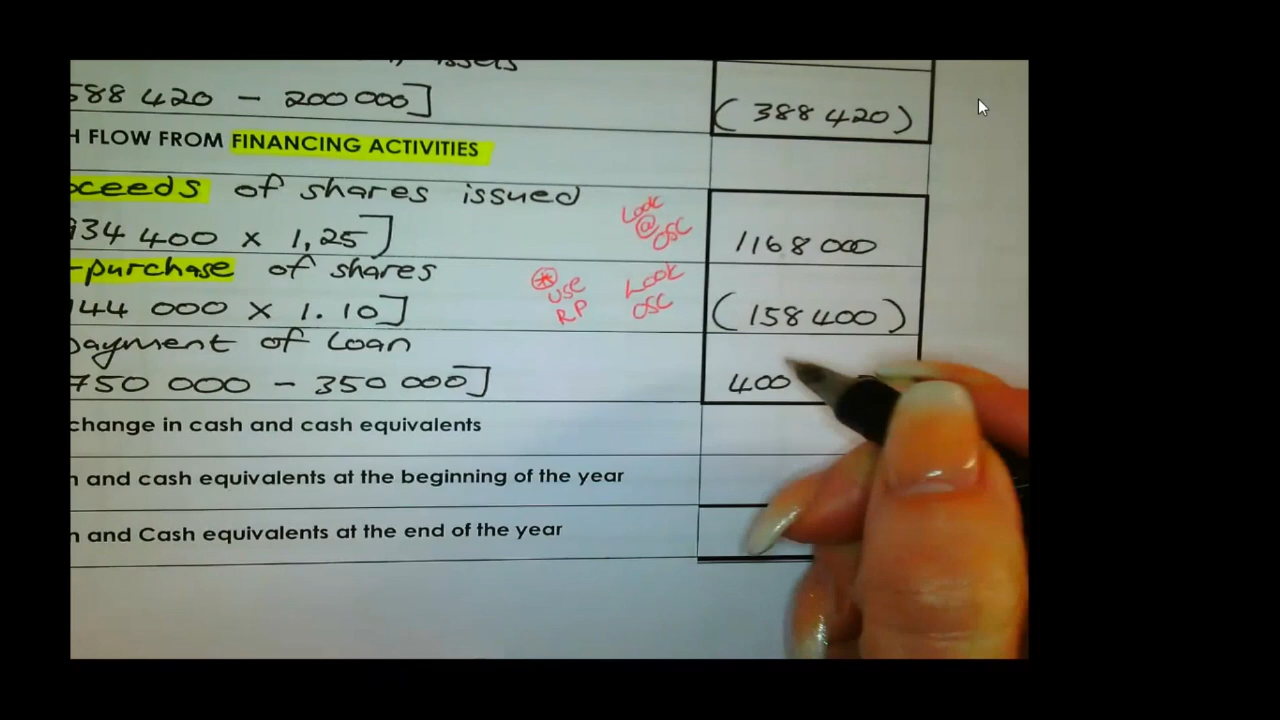 588 420 - 200 000] (388 420)
H FLOW FROM FINANCING ACTIVITIES
oceeds of shares issued
934 400 x 1,25] Look @ OSC 1168 000
-purchase of shares
144 000 x 1.10] * USE RP Look OSC (158 400)
payment of Loan
750 000 - 350 000] 400
change in cash and cash equivalents
h and cash equivalents at the beginning of the year
h and Cash equivalents at the end of the year